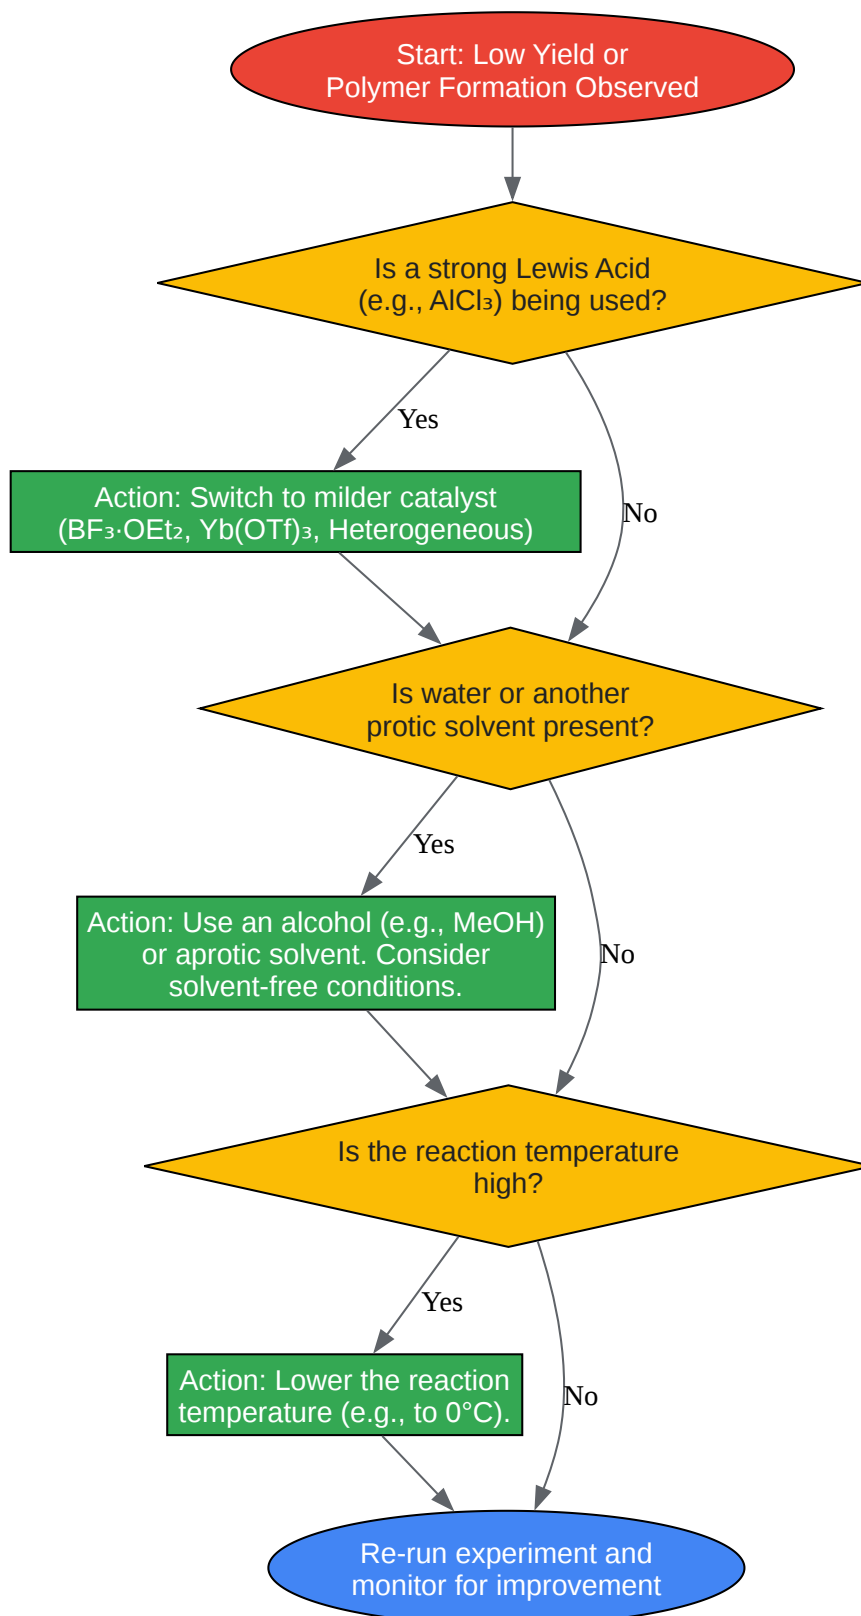 Start: Low Yield or
Polymer Formation Observed
Is a strong Lewis Acid
(e.g., AlCl₃) being used?
Yes
Action: Switch to milder catalyst
(BF₃·OEt₂, Yb(OTf)₃, Heterogeneous)
No
Is water or another
protic solvent present?
Yes
Action: Use an alcohol (e.g., MeOH)
or aprotic solvent. Consider
solvent-free conditions.
No
Is the reaction temperature
high?
Yes
Action: Lower the reaction
temperature (e.g., to 0°C).
No
Re-run experiment and
monitor for improvement